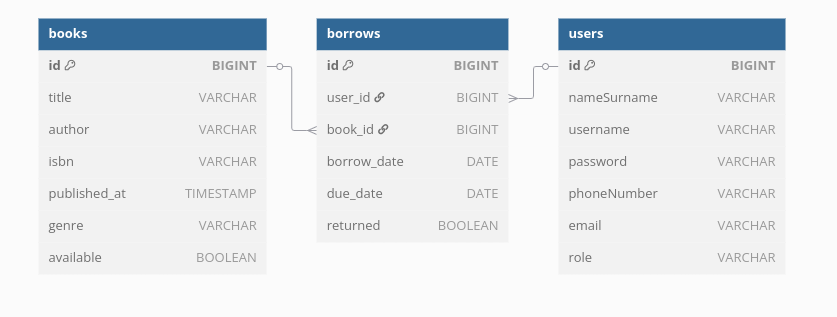 books
id BIGINT
title VARCHAR
author VARCHAR
isbn VARCHAR
published_at TIMESTAMP
genre VARCHAR
available BOOLEAN
borrows
id BIGINT
user_id BIGINT
book_id BIGINT
borrow_date DATE
due_date DATE
returned BOOLEAN
users
id BIGINT
nameSurname VARCHAR
username VARCHAR
password VARCHAR
phoneNumber VARCHAR
email VARCHAR
role VARCHAR